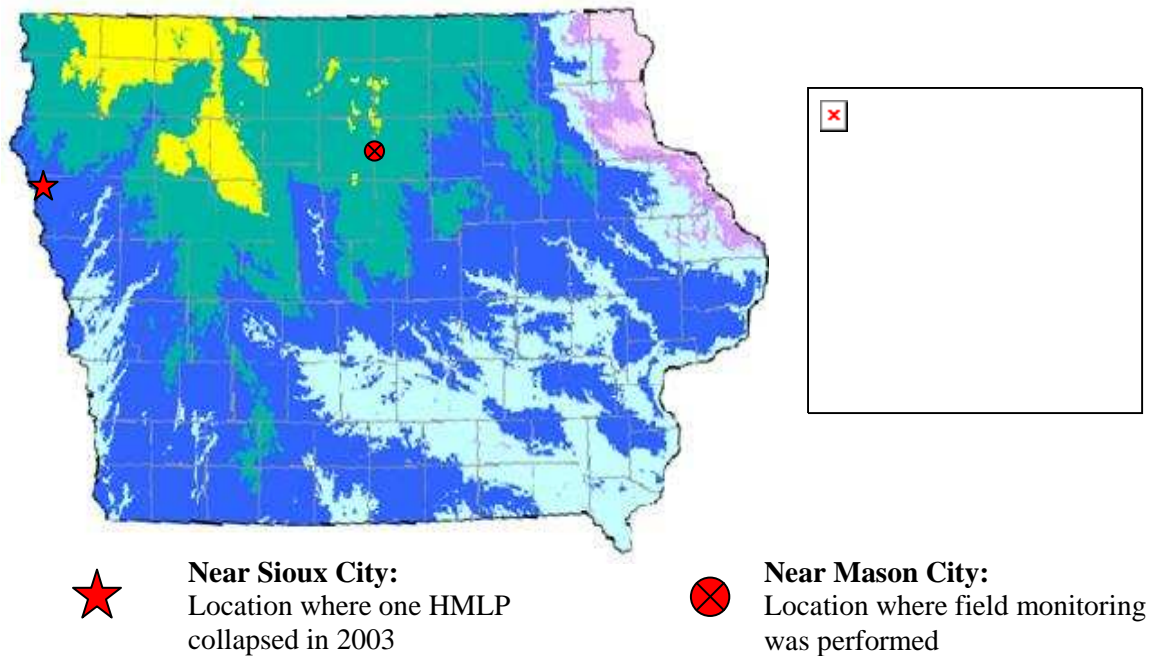 Near Sioux City:
Location where one HMLP
collapsed in 2003
Near Mason City:
Location where field monitoring
was performed